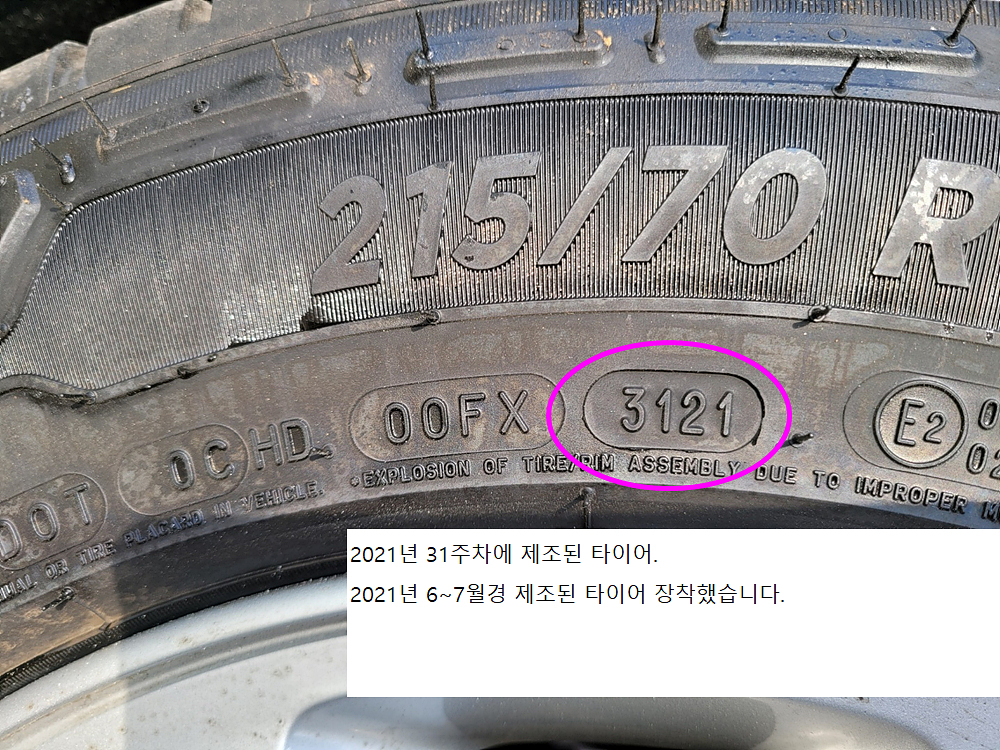 215/70 R
DOT 0C HD 00FX 3121 E2 0
02
EXPLOSION OF TIRE/RIM ASSEMBLY DUE TO IMPROPER
OR TIRE PLACARD IN VEHICLE.
2021년 31주차에 제조된 타이어.
2021년 6~7월경 제조된 타이어 장착했습니다.